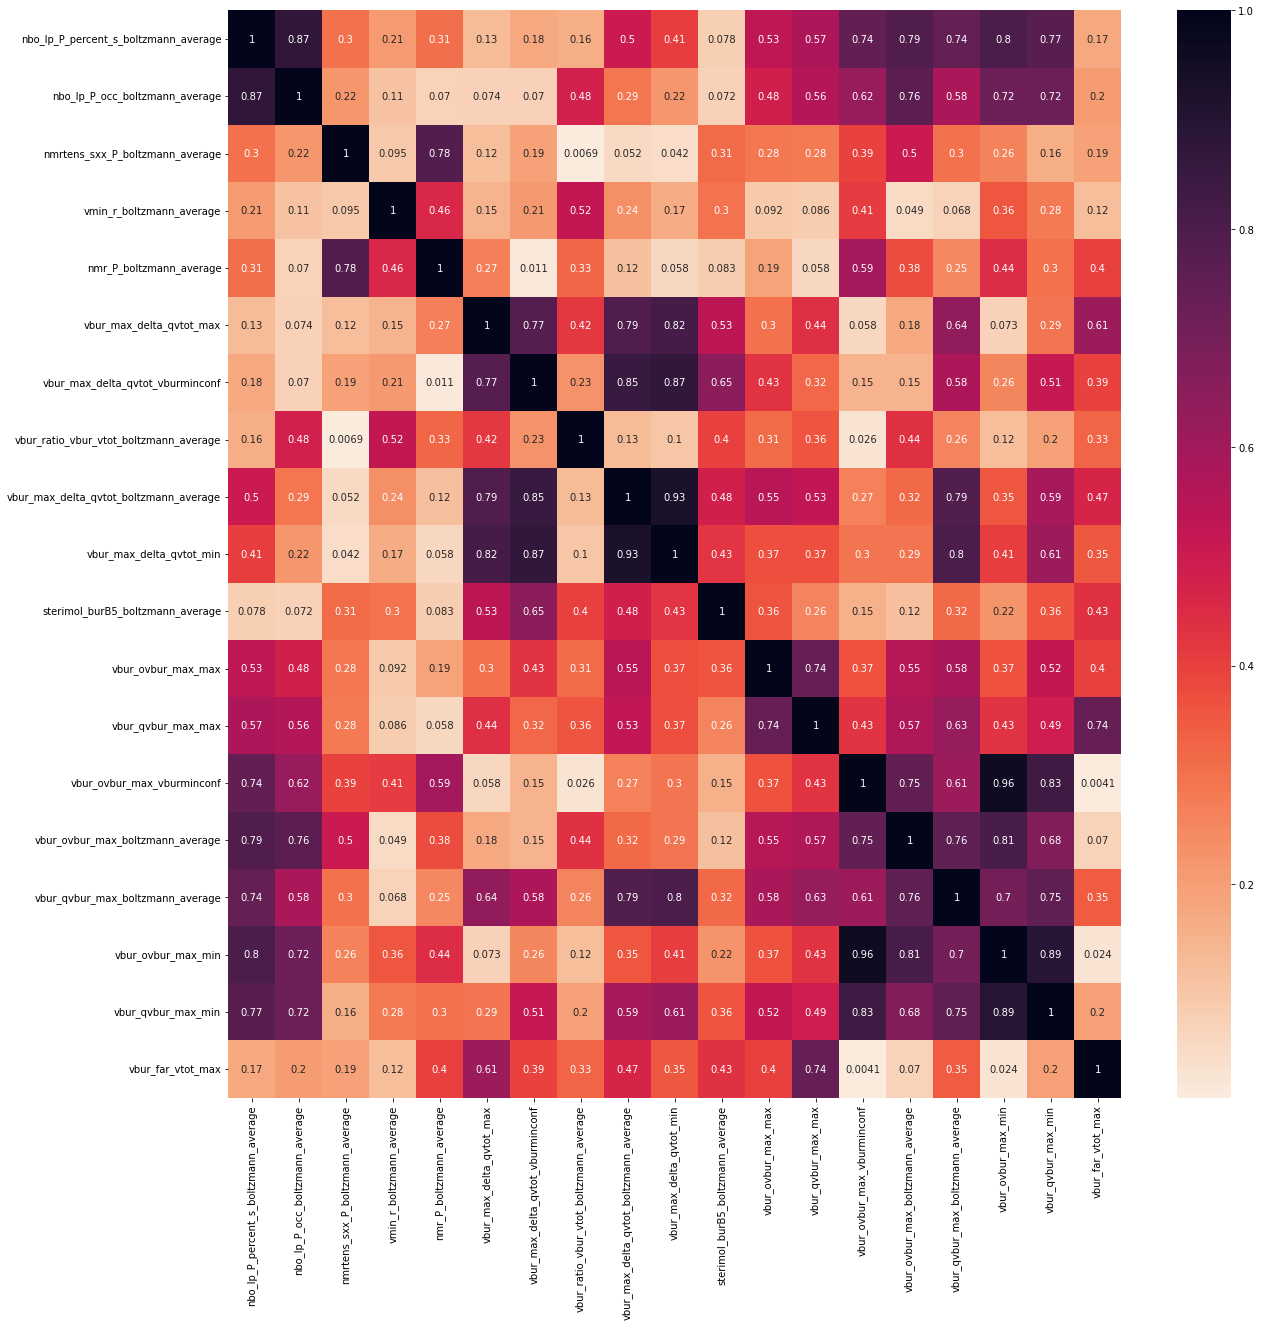 nbo_lp_P_percent_s_boltzmann_average 1 0.87 0.3 0.21 0.31 0.13 0.18 0.16 0.5 0.41 0.078 0.53 0.57 0.74 0.79 0.74 0.8 0.77 0.17
nbo_lp_P_occ_boltzmann_average 0.87 1 0.22 0.11 0.07 0.074 0.07 0.48 0.29 0.22 0.072 0.48 0.56 0.62 0.76 0.58 0.72 0.72 0.2
nmrtens_sxx_P_boltzmann_average 0.3 0.22 1 0.095 0.78 0.12 0.19 0.0069 0.052 0.042 0.31 0.28 0.28 0.39 0.5 0.3 0.26 0.16 0.19
vmin_r_boltzmann_average 0.21 0.11 0.095 1 0.46 0.15 0.21 0.52 0.24 0.17 0.3 0.092 0.086 0.41 0.049 0.068 0.36 0.28 0.12
nmr_P_boltzmann_average 0.31 0.07 0.78 0.46 1 0.27 0.011 0.33 0.12 0.058 0.083 0.19 0.058 0.59 0.38 0.25 0.44 0.3 0.4
vbur_max_delta_qvtot_max 0.13 0.074 0.12 0.15 0.27 1 0.77 0.42 0.79 0.82 0.53 0.3 0.44 0.058 0.18 0.64 0.073 0.29 0.61
vbur_max_delta_qvtot_vburminconf 0.18 0.07 0.19 0.21 0.011 0.77 1 0.23 0.85 0.87 0.65 0.43 0.32 0.15 0.15 0.58 0.26 0.51 0.39
vbur_ratio_vbur_vtot_boltzmann_average 0.16 0.48 0.0069 0.52 0.33 0.42 0.23 1 0.13 0.1 0.4 0.31 0.36 0.026 0.44 0.26 0.12 0.2 0.33
vbur_max_delta_qvtot_boltzmann_average 0.5 0.29 0.052 0.24 0.12 0.79 0.85 0.13 1 0.93 0.48 0.55 0.53 0.27 0.32 0.79 0.35 0.59 0.47
vbur_max_delta_qvtot_min 0.41 0.22 0.042 0.17 0.058 0.82 0.87 0.1 0.93 1 0.43 0.37 0.37 0.3 0.29 0.8 0.41 0.61 0.35
sterimol_burB5_boltzmann_average 0.078 0.072 0.31 0.3 0.083 0.53 0.65 0.4 0.48 0.43 1 0.36 0.26 0.15 0.12 0.32 0.22 0.36 0.43
vbur_ovbur_max_max 0.53 0.48 0.28 0.092 0.19 0.3 0.43 0.31 0.55 0.37 0.36 1 0.74 0.37 0.55 0.58 0.37 0.52 0.4
vbur_qvbur_max_max 0.57 0.56 0.28 0.086 0.058 0.44 0.32 0.36 0.53 0.37 0.26 0.74 1 0.43 0.57 0.63 0.43 0.49 0.74
vbur_ovbur_max_vburminconf 0.74 0.62 0.39 0.41 0.59 0.058 0.15 0.026 0.27 0.3 0.15 0.37 0.43 1 0.75 0.61 0.96 0.83 0.0041
vbur_ovbur_max_boltzmann_average 0.79 0.76 0.5 0.049 0.38 0.18 0.15 0.44 0.32 0.29 0.12 0.55 0.57 0.75 1 0.76 0.81 0.68 0.07
vbur_qvbur_max_boltzmann_average 0.74 0.58 0.3 0.068 0.25 0.64 0.58 0.26 0.79 0.8 0.32 0.58 0.63 0.61 0.76 1 0.7 0.75 0.35
vbur_ovbur_max_min 0.8 0.72 0.26 0.36 0.44 0.073 0.26 0.12 0.35 0.41 0.22 0.37 0.43 0.96 0.81 0.7 1 0.89 0.024
vbur_qvbur_max_min 0.77 0.72 0.16 0.28 0.3 0.29 0.51 0.2 0.59 0.61 0.36 0.52 0.49 0.83 0.68 0.75 0.89 1 0.2
vbur_far_vtot_max 0.17 0.2 0.19 0.12 0.4 0.61 0.39 0.33 0.47 0.35 0.43 0.4 0.74 0.0041 0.07 0.35 0.024 0.2 1
nbo_lp_P_percent_s_boltzmann_average
nbo_lp_P_occ_boltzmann_average
nmrtens_sxx_P_boltzmann_average
vmin_r_boltzmann_average
nmr_P_boltzmann_average
vbur_max_delta_qvtot_max
vbur_max_delta_qvtot_vburminconf
vbur_ratio_vbur_vtot_boltzmann_average
vbur_max_delta_qvtot_boltzmann_average
vbur_max_delta_qvtot_min
sterimol_burB5_boltzmann_average
vbur_ovbur_max_max
vbur_qvbur_max_max
vbur_ovbur_max_vburminconf
vbur_ovbur_max_boltzmann_average
vbur_qvbur_max_boltzmann_average
vbur_ovbur_max_min
vbur_qvbur_max_min
vbur_far_vtot_max
1.0
0.8
0.6
0.4
0.2